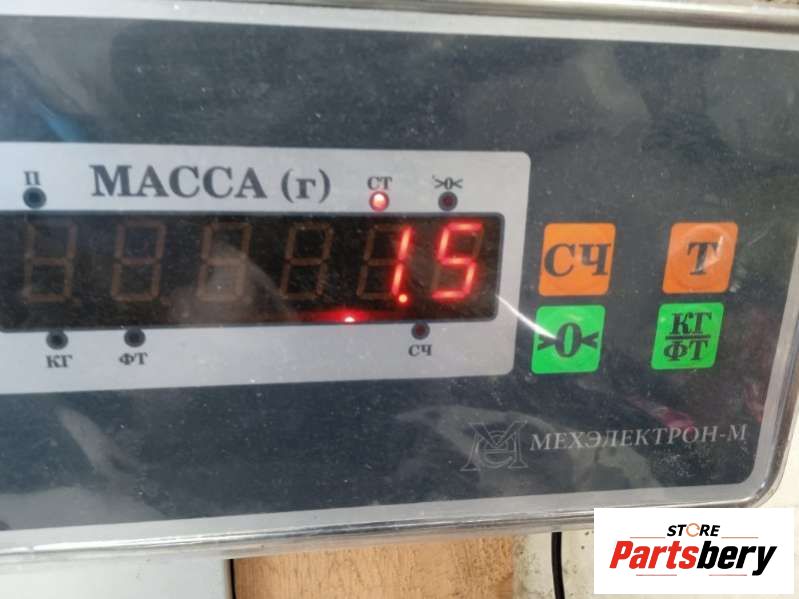 П МАССА (г) СТ >0<
1.5
КГ ФТ СЧ
СЧ Т
>0< КГ/ФТ
МЕХЭЛЕКТРОН-М
STORE
Partsbery